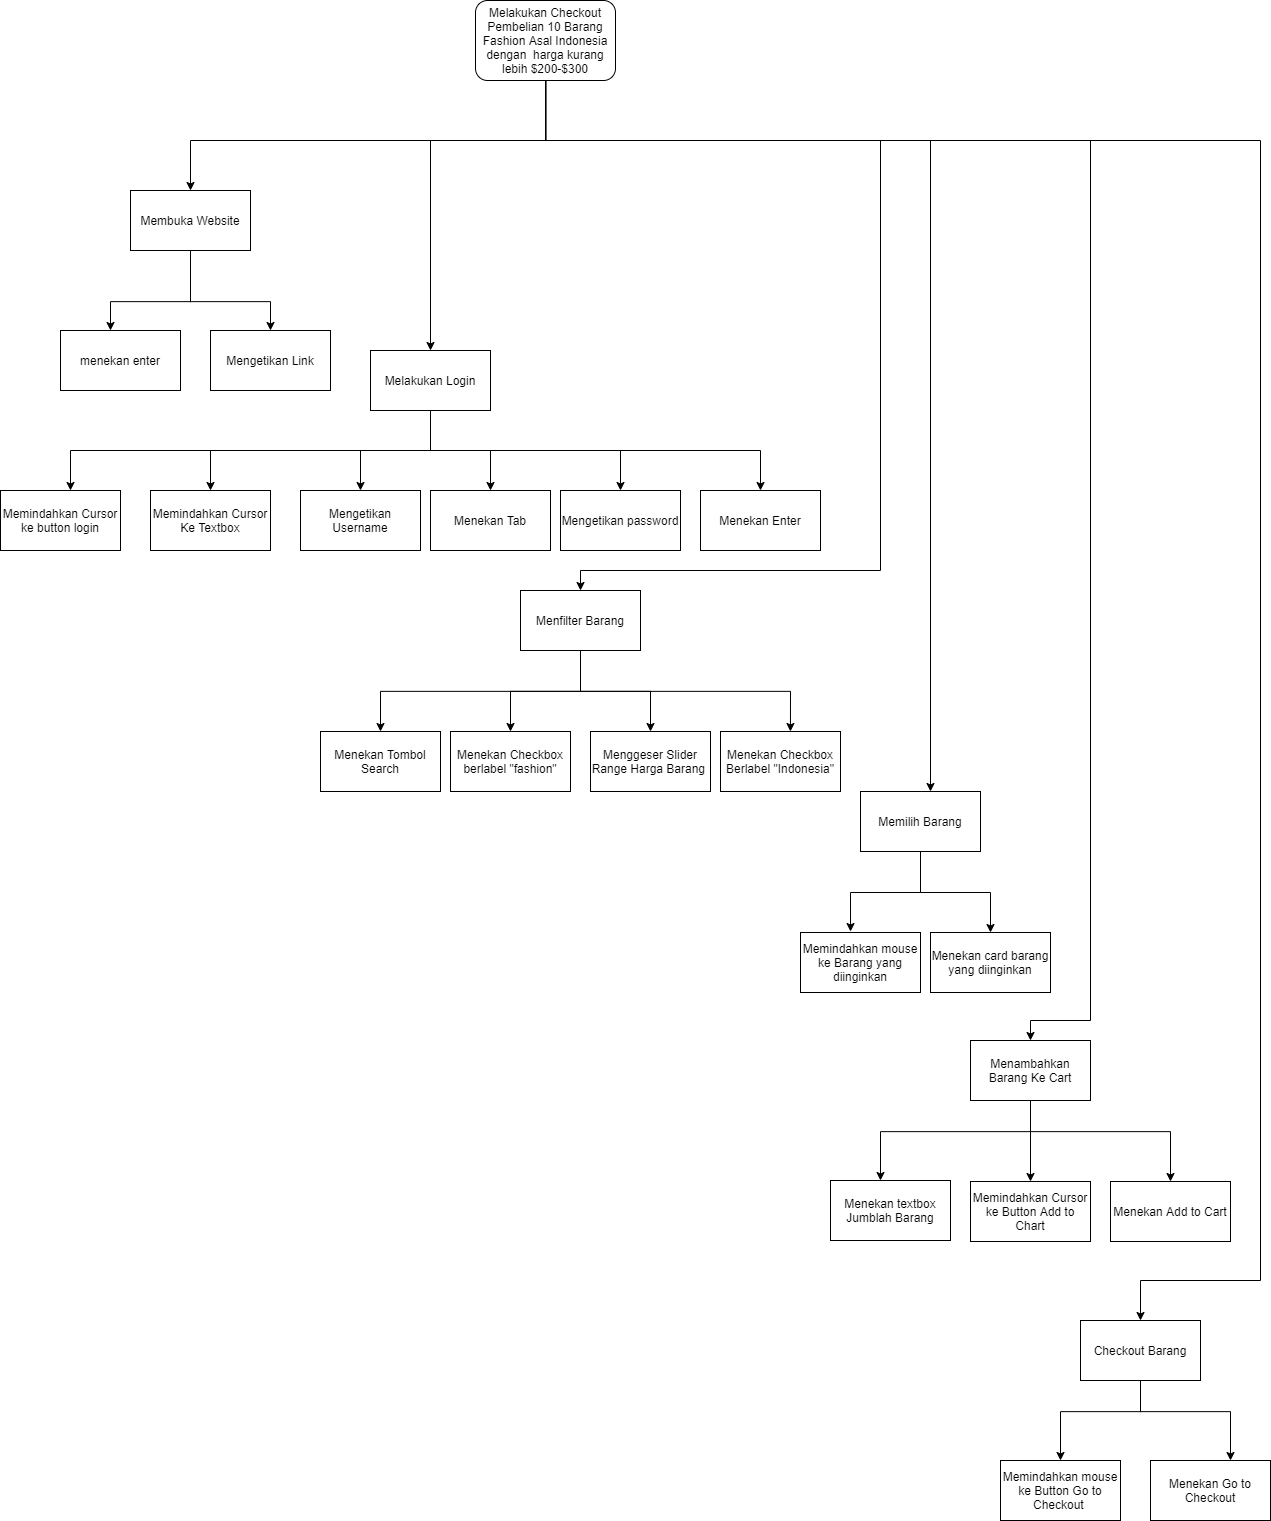 Melakukan Checkout
Pembelian 10 Barang
Fashion Asal Indonesia
dengan  harga kurang
lebih $200-$300
Membuka Website
menekan enter
Mengetikan Link
Melakukan Login
Memindahkan Cursor
ke button login
Memindahkan Cursor
Ke Textbox
Mengetikan
Username
Menekan Tab
Mengetikan password
Menekan Enter
Menfilter Barang
Menekan Tombol
Search
Menekan Checkbox
berlabel "fashion"
Menggeser Slider
Range Harga Barang
Menekan Checkbox
Berlabel "Indonesia"
Memilih Barang
Memindahkan mouse
ke Barang yang
diinginkan
Menekan card barang
yang diinginkan
Menambahkan
Barang Ke Cart
Menekan textbox
Jumblah Barang
Memindahkan Cursor
ke Button Add to
Chart
Menekan Add to Cart
Checkout Barang
Memindahkan mouse
ke Button Go to
Checkout
Menekan Go to
Checkout